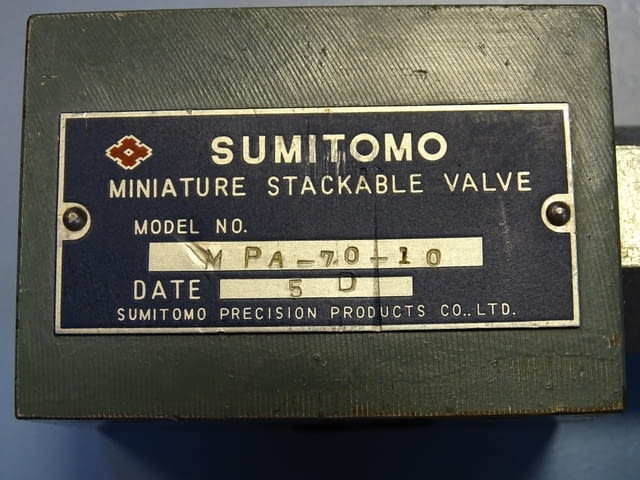 SUMITOMO
MINIATURE STACKABLE VALVE
MODEL NO.
MPA-70-10
DATE 5 D
SUMITOMO PRECISION PRODUCTS CO., LTD.